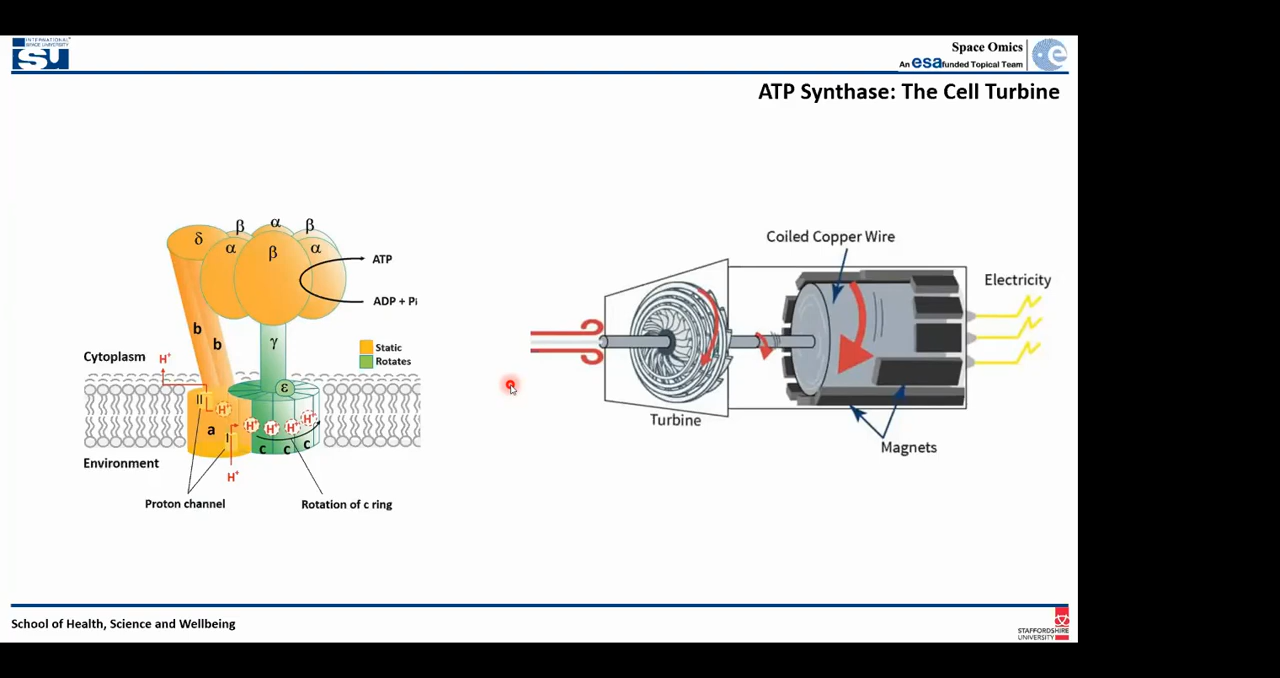 INTERNATIONAL
SPACE UNIVERSITY
ISU
Space Omics
An esa funded Topical Team
esa
ATP Synthase: The Cell Turbine
δ
β
α
β
α
β
α
ATP
ADP + Pi
b
b
γ
Static
Rotates
Cytoplasm
H⁺
ε
II
H⁺
a
I
H⁺
H⁺
H⁺
H⁺
c
c
c
Environment
H⁺
Proton channel
Rotation of c ring
Coiled Copper Wire
Electricity
Turbine
Magnets
School of Health, Science and Wellbeing
STAFFORDSHIRE
UNIVERSITY